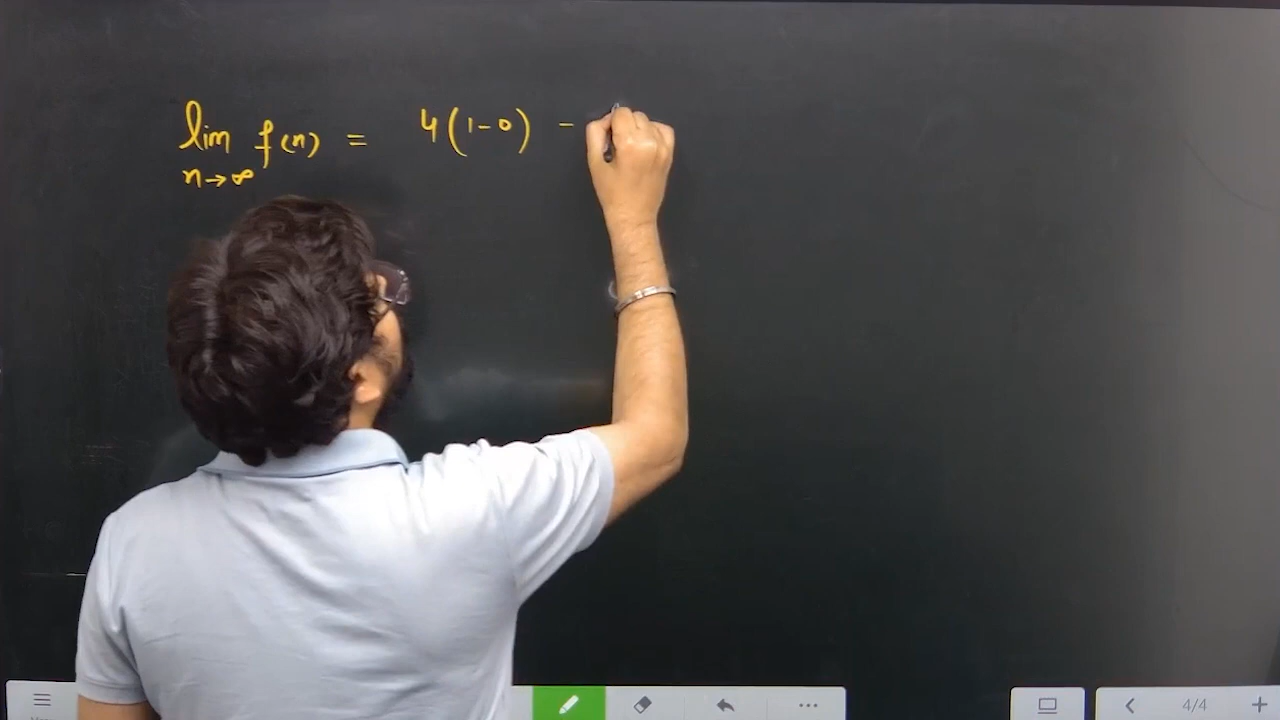 lim f(n) = 4(1-0) -
n→∞
4/4